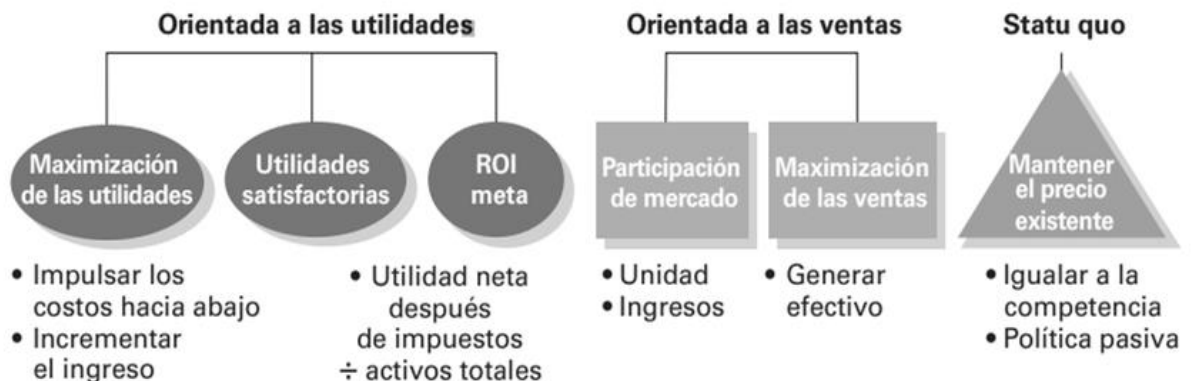 Orientada a las utilidades
Orientada a las ventas
Statu quo
Maximización
de las utilidades
Utilidades
satisfactorias
ROI
meta
Participación
de mercado
Maximización
de las ventas
Mantener
el precio
existente
• Impulsar los
costos hacia abajo
• Incrementar
el ingreso
• Utilidad neta
después
de impuestos
÷ activos totales
• Unidad
• Ingresos
• Generar
efectivo
• Igualar a la
competencia
• Política pasiva